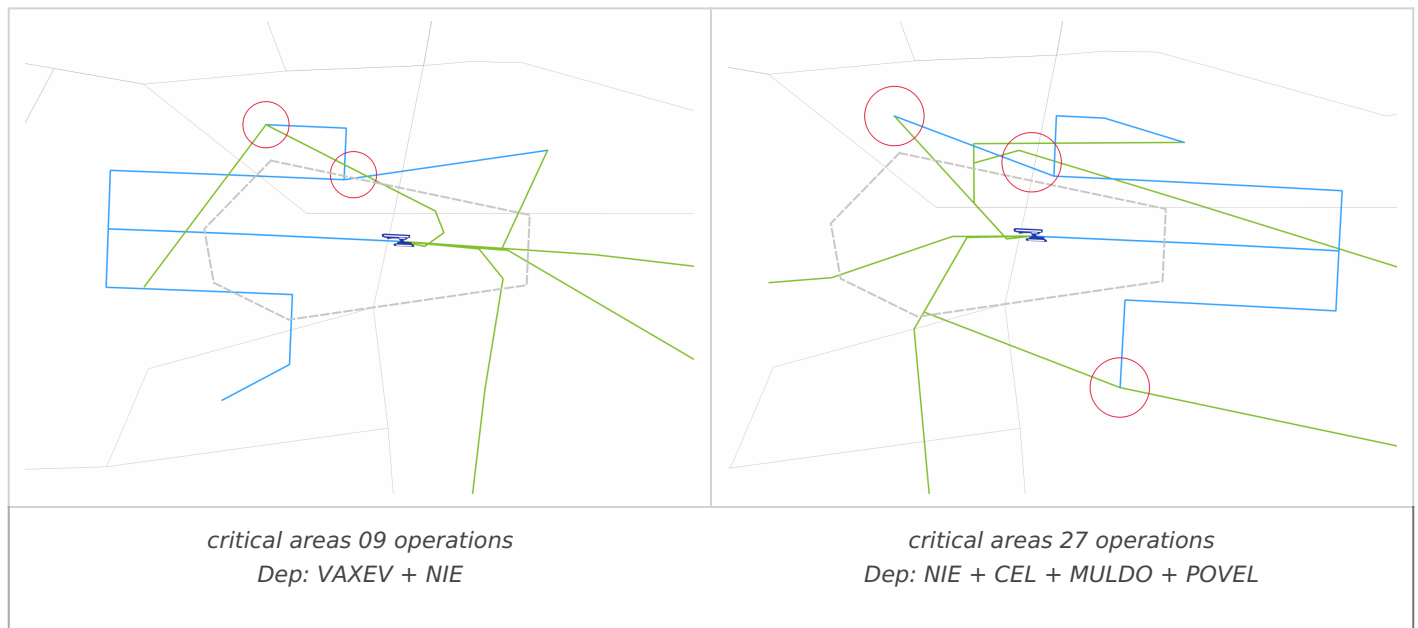 critical areas 09 operations
Dep: VAXEV + NIE
critical areas 27 operations
Dep: NIE + CEL + MULDO + POVEL